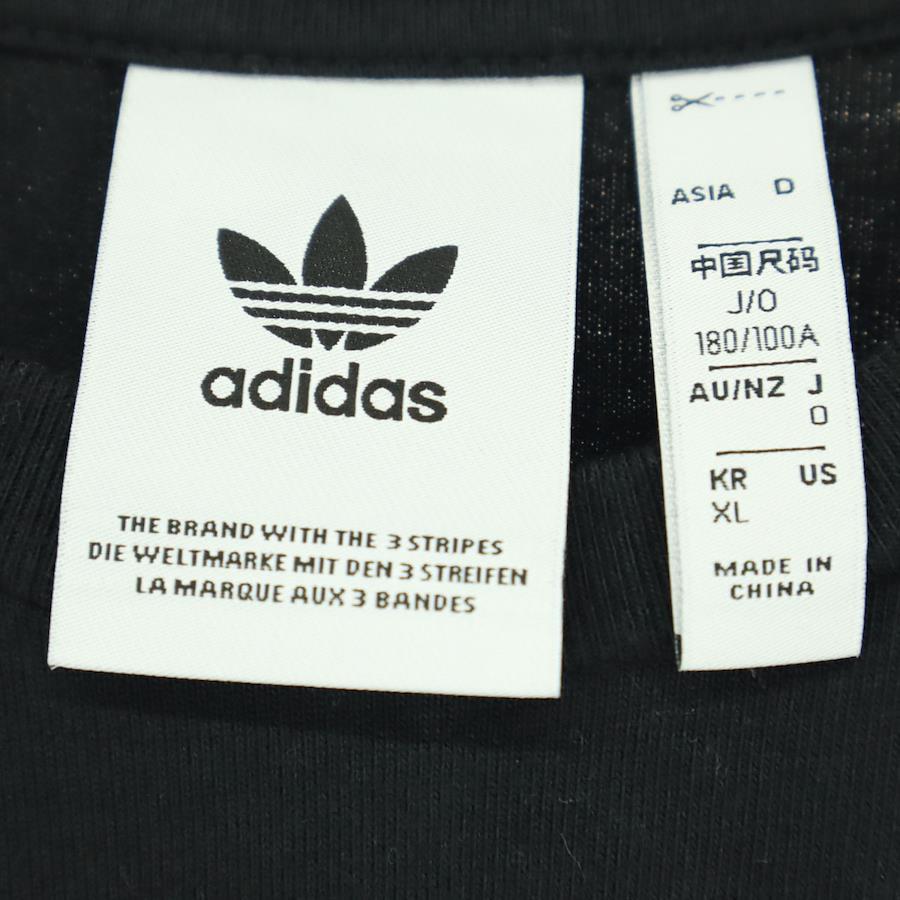 adidas
THE BRAND WITH THE 3 STRIPES
DIE WELTMARKE MIT DEN 3 STREIFEN
LA MARQUE AUX 3 BANDES
ASIA D
中国尺码
J/O
180/100A
AU/NZ J
O
KR US
XL
MADE IN
CHINA